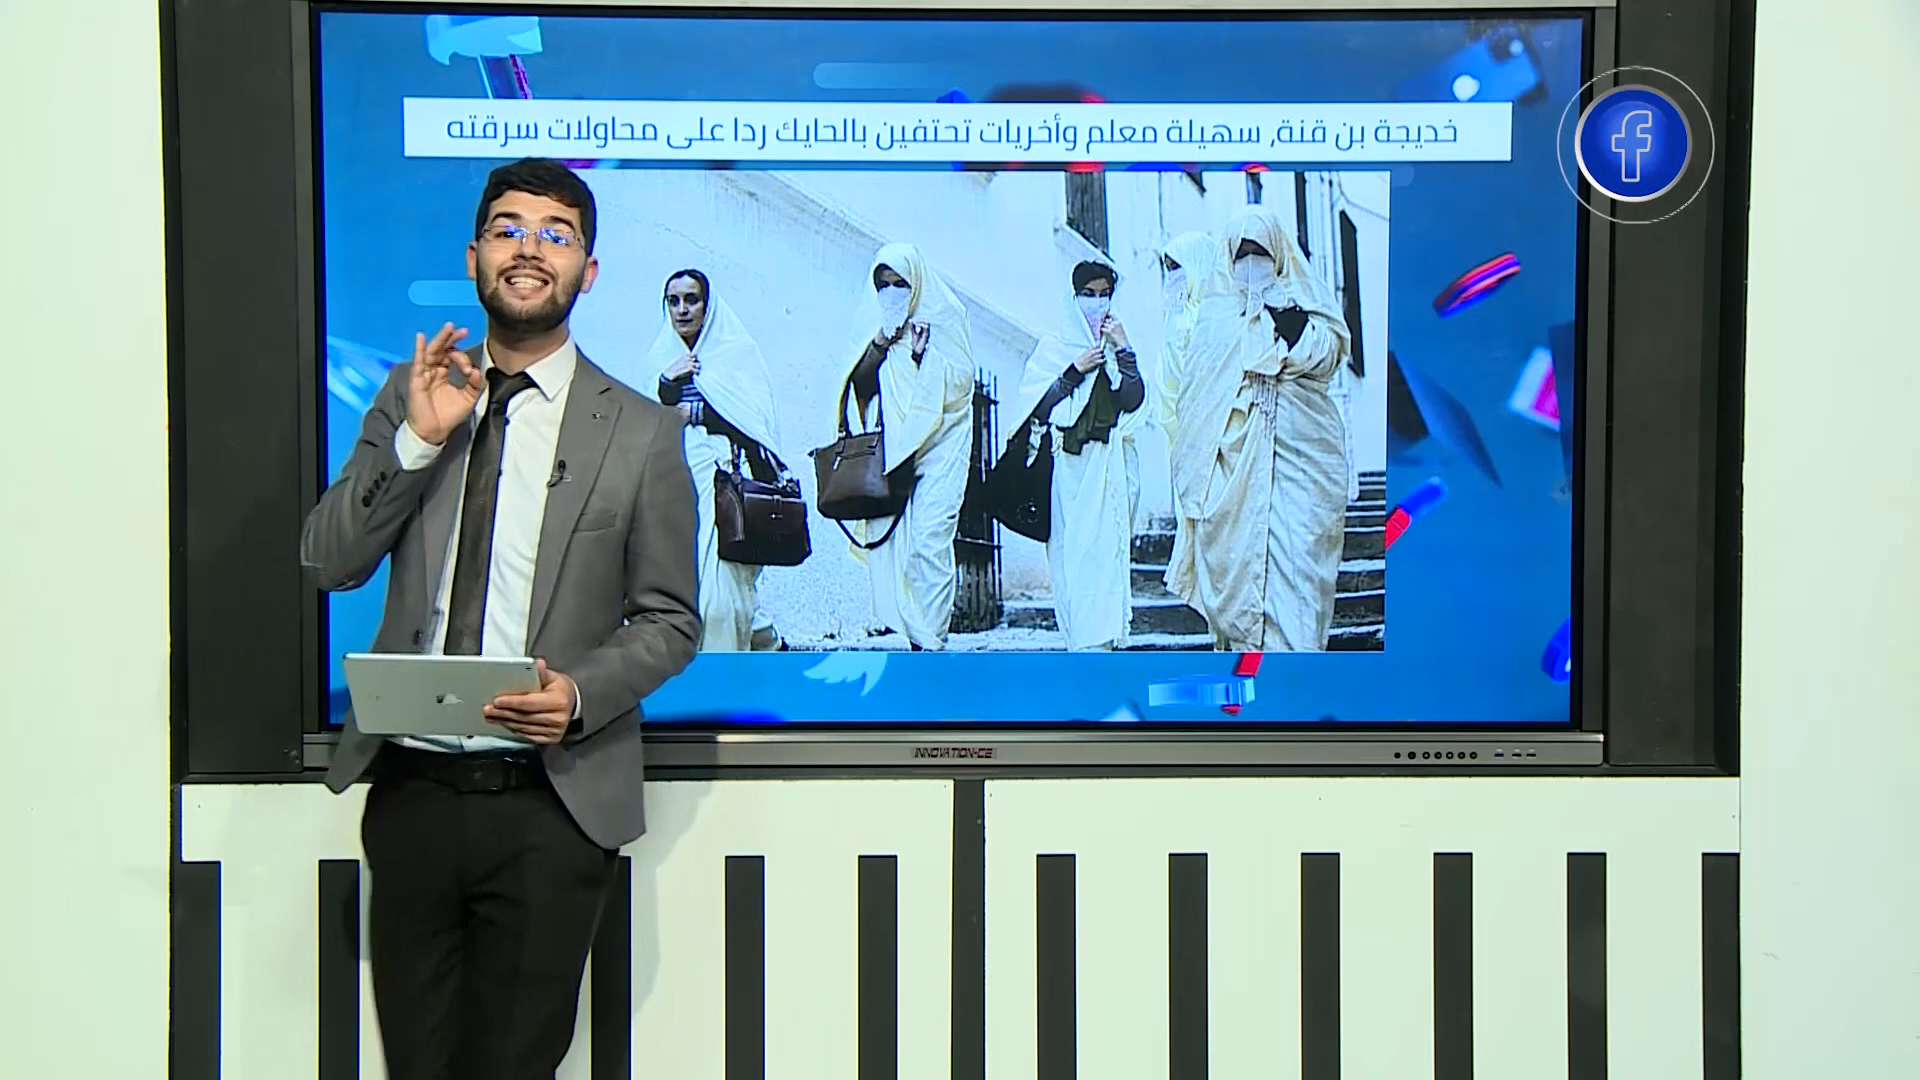 خديجة بن قنة, سهيلة معلم وأخريات تحتفين بالحايك ردا على محاولات سرقته
INNOVATION-CE